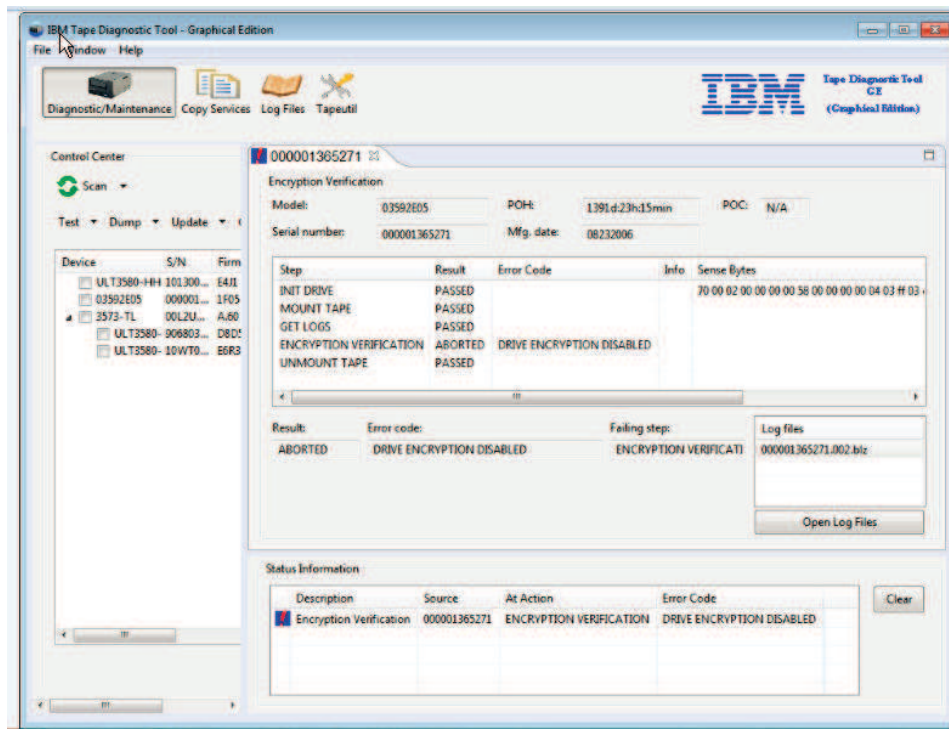 IBM Tape Diagnostic Tool - Graphical Edition
File Window Help
Diagnostic/Maintenance Copy Services Log Files Tapeutil
IBM
Tape Diagnostic Tool
GE
(Graphical Edition)
Control Center
Scan
Test Dump Update
Device S/N Firm
ULT3580-HH 101300... E4J1
03592E05 000001... 1F05
3573-TL 00L2U... A.60
ULT3580- 906803... D8D5
ULT3580- 10WT0... E6R3
000001365271
Encryption Verification
Model: 03592E05 POH: 1391d:23h:15min POC: N/A
Serial number: 000001365271 Mfg. date: 08232006
Step Result Error Code Info Sense Bytes
INIT DRIVE PASSED 70 00 02 00 00 00 00 58 00 00 00 00 04 03 ff 03
MOUNT TAPE PASSED
GET LOGS PASSED
ENCRYPTION VERIFICATION ABORTED DRIVE ENCRYPTION DISABLED
UNMOUNT TAPE PASSED
Result: Error code: Failing step: Log files
ABORTED DRIVE ENCRYPTION DISABLED ENCRYPTION VERIFICATI 000001365271.002.blz
Open Log Files
Status Information
Description Source At Action Error Code Clear
Encryption Verification 000001365271 ENCRYPTION VERIFICATION DRIVE ENCRYPTION DISABLED